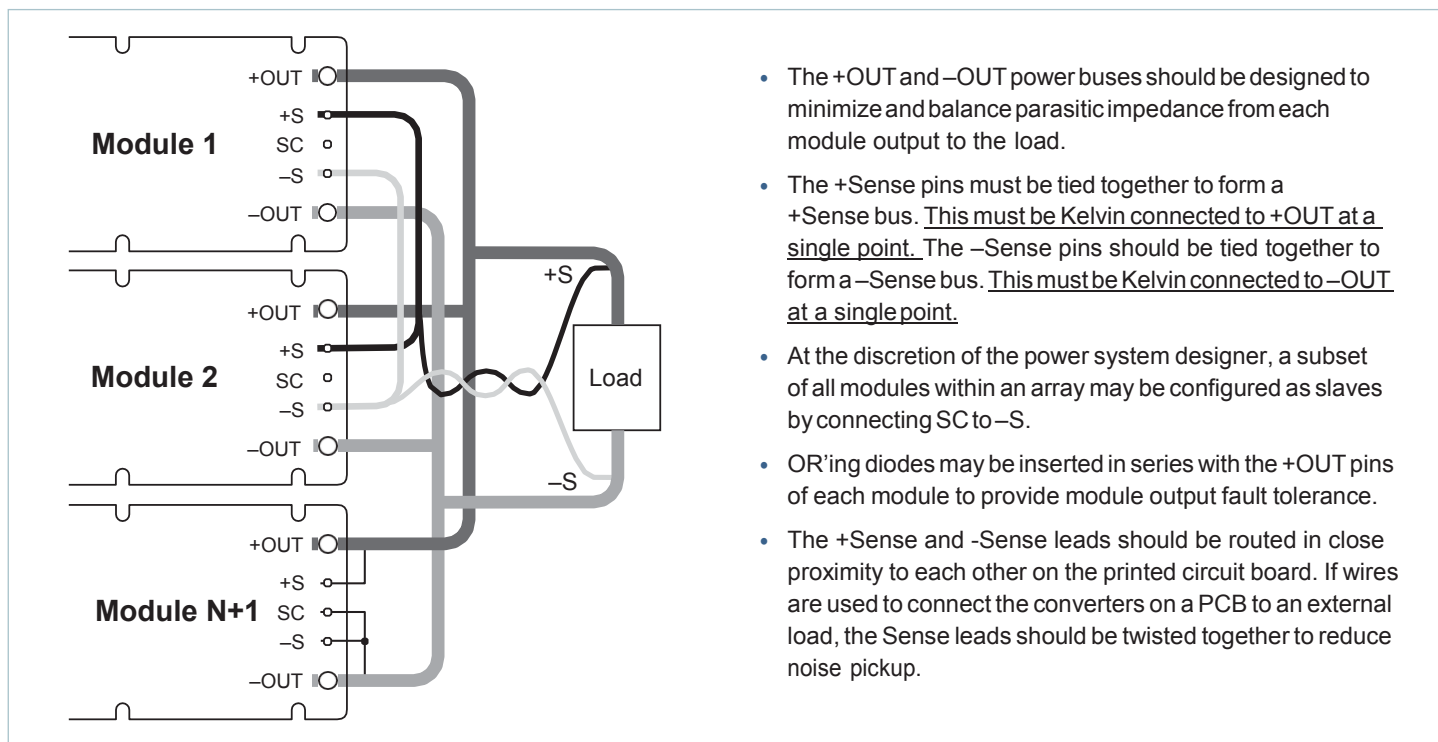 +OUT
+S
Module 1
SC
–S
–OUT
+OUT
+S
Module 2
SC
–S
–OUT
+OUT
+S
Module N+1
SC
–S
–OUT
+S
Load
–S
• The +OUT and –OUT power buses should be designed to
minimize and balance parasitic impedance from each
module output to the load.
• The +Sense pins must be tied together to form a
+Sense bus. This must be Kelvin connected to +OUT at a
single point. The –Sense pins should be tied together to
form a –Sense bus. This must be Kelvin connected to –OUT
at a single point.
• At the discretion of the power system designer, a subset
of all modules within an array may be configured as slaves
by connecting SC to –S.
• OR'ing diodes may be inserted in series with the +OUT pins
of each module to provide module output fault tolerance.
• The +Sense and -Sense leads should be routed in close
proximity to each other on the printed circuit board. If wires
are used to connect the converters on a PCB to an external
load, the Sense leads should be twisted together to reduce
noise pickup.